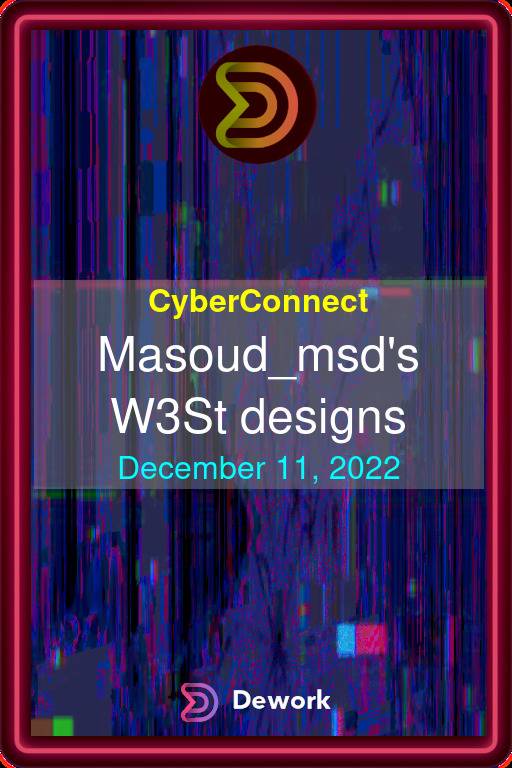 CyberConnect
Masoud_msd's
W3St designs
December 11, 2022
Dework